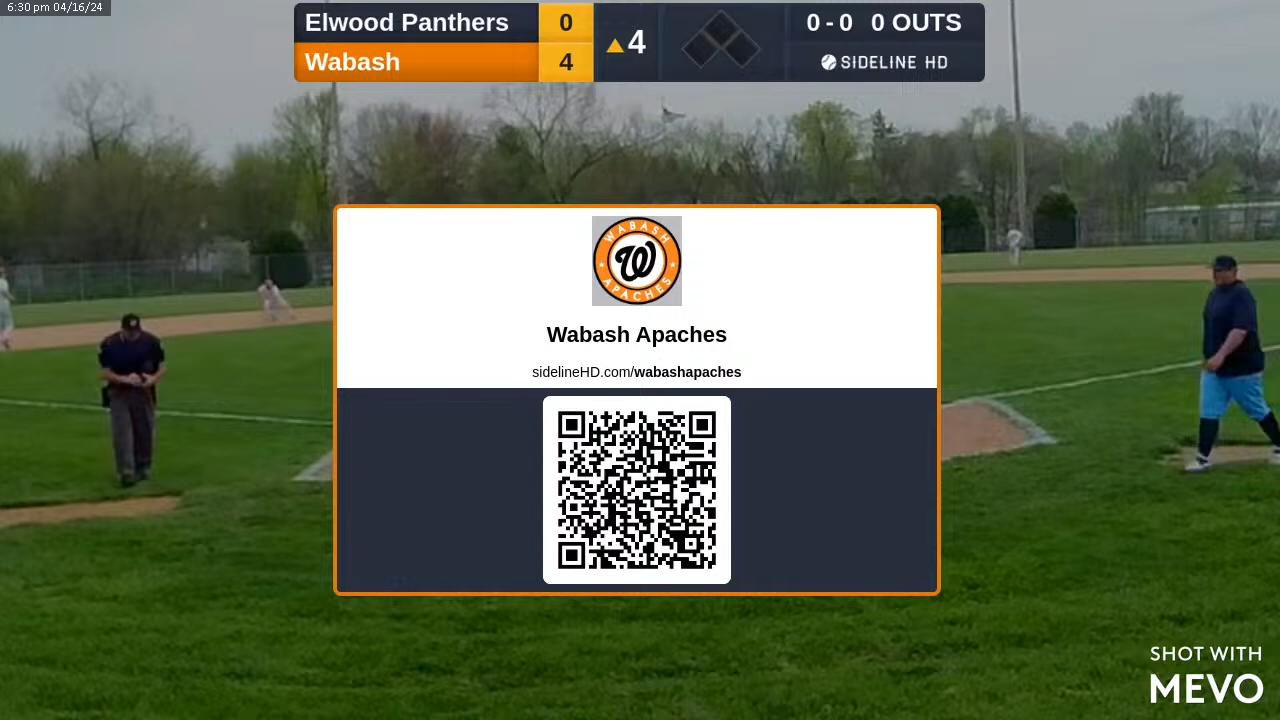 6:30 pm 04/16/24
Elwood Panthers 0
Wabash 4
▲4
0 - 0 0 OUTS
SIDELINE HD
WABASH
W
APACHES
Wabash Apaches
sidelineHD.com/wabashapaches
SHOT WITH
MEVO